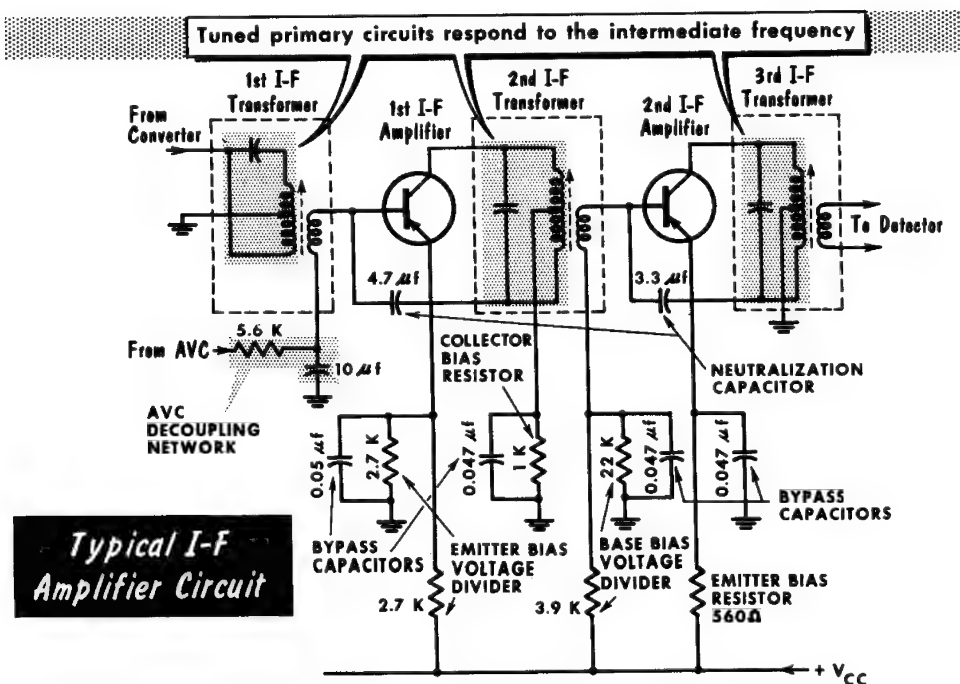 Tuned primary circuits respond to the intermediate frequency
1st I-F
Transformer
2nd I-F
Transformer
3rd I-F
Transformer
From
Converter
1st I-F
Amplifier
2nd I-F
Amplifier
To Detector
4.7 μf
3.3 μf
5.6 K
From AVC
10 μf
COLLECTOR
BIAS
RESISTOR
NEUTRALIZATION
CAPACITOR
AVC
DECOUPLING
NETWORK
0.05 μf
2.7 K
0.047 μf
1 K
22 K
0.047 μf
0.047 μf
BYPASS
CAPACITORS
Typical I-F
Amplifier Circuit
BYPASS
CAPACITORS
EMITTER BIAS
VOLTAGE
DIVIDER
BASE BIAS
VOLTAGE
DIVIDER
2.7 K
3.9 K
EMITTER BIAS
RESISTOR
560Ω
+ VCC